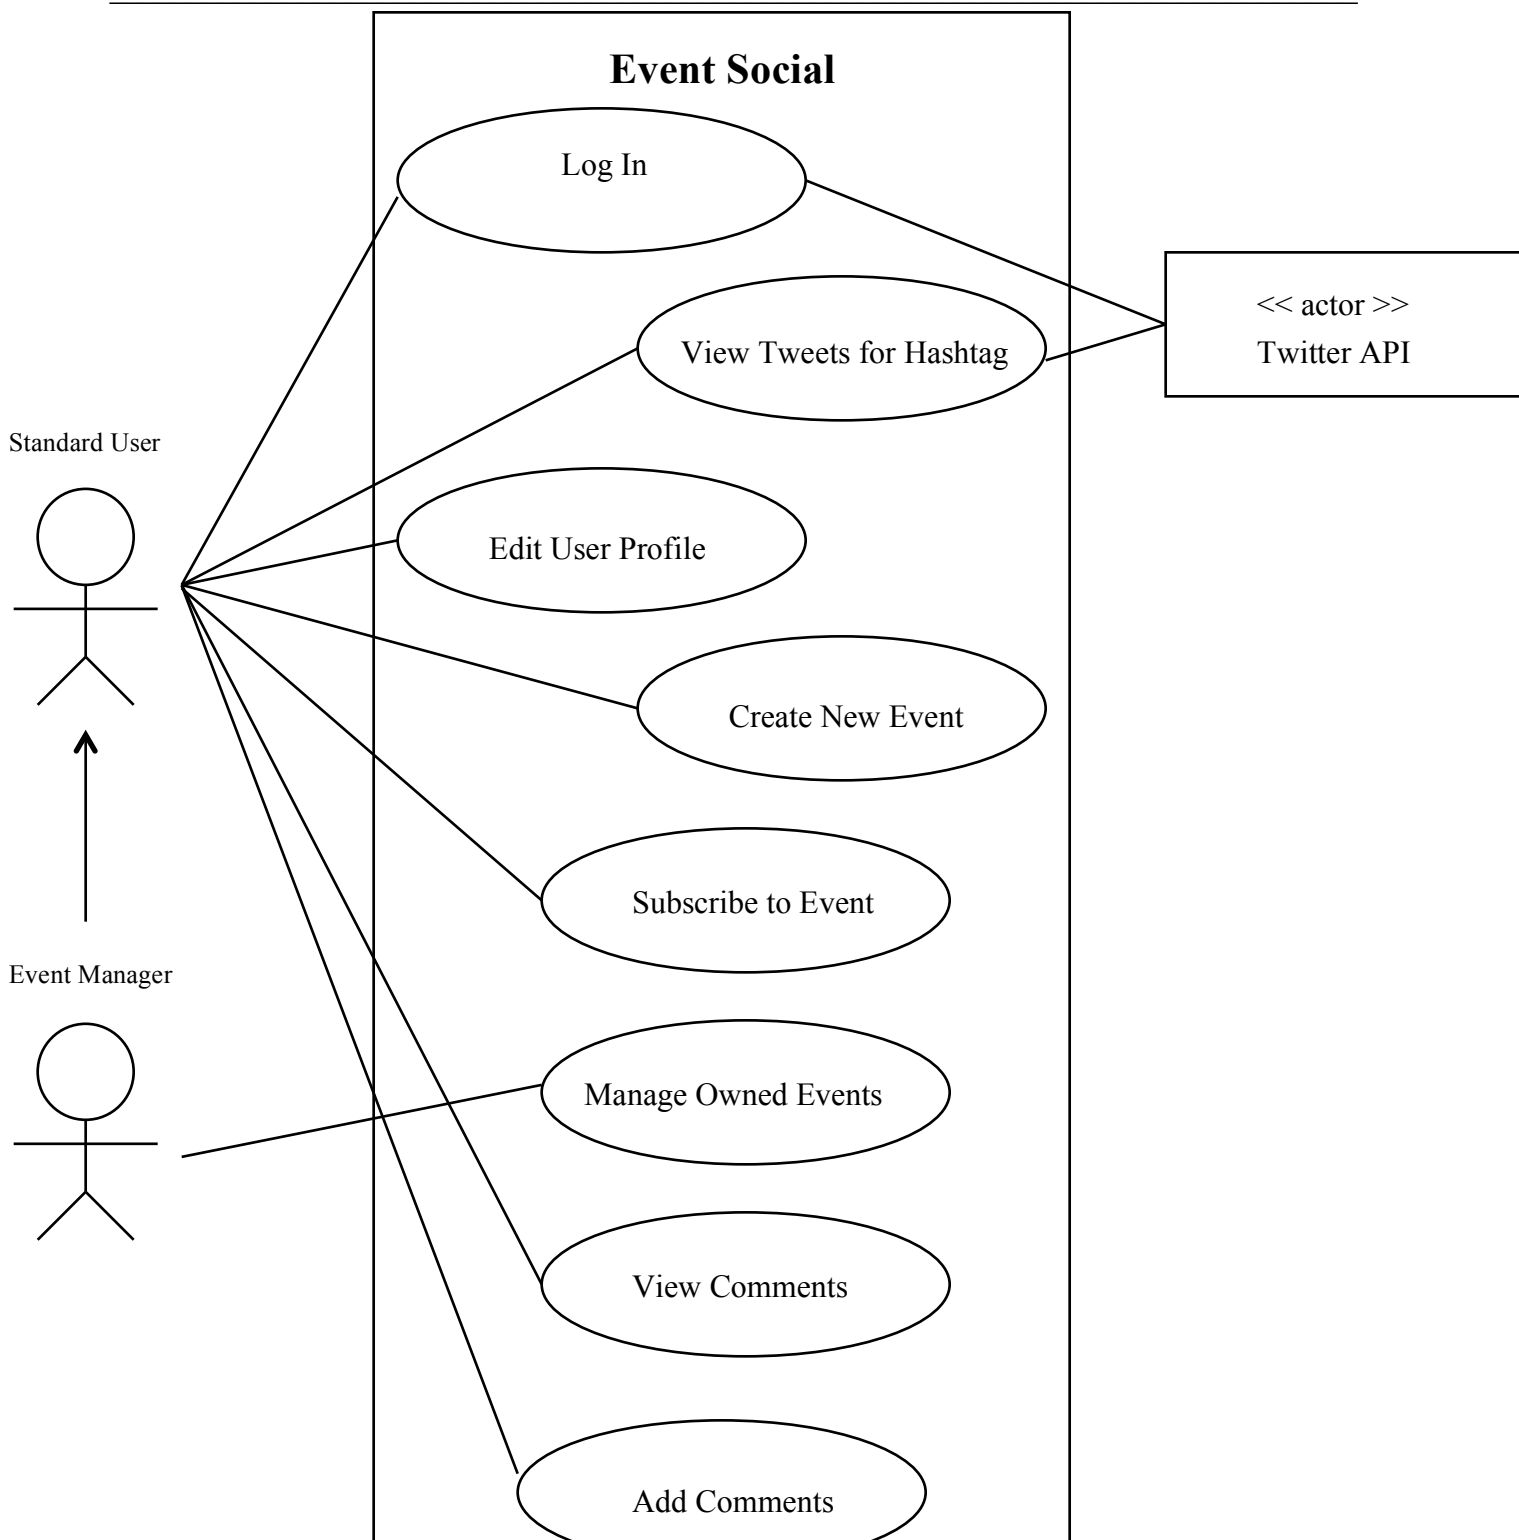 Event Social
Log In
<< actor >>
Twitter API
View Tweets for Hashtag
Standard User
Edit User Profile
Create New Event
Subscribe to Event
Event Manager
Manage Owned Events
View Comments
Add Comments